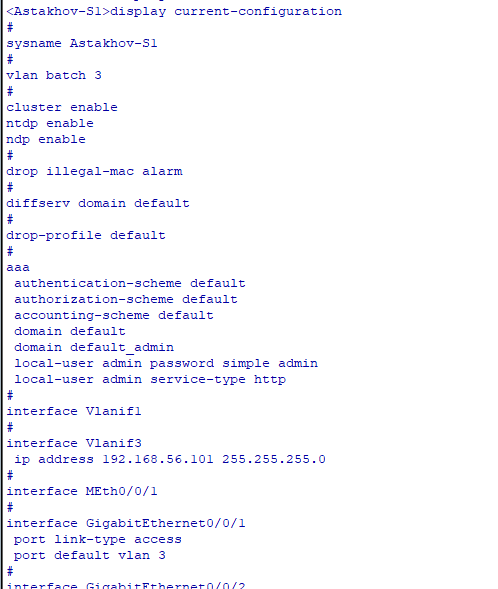 <Astakhov-S1>display current-configuration
#
sysname Astakhov-S1
#
vlan batch 3
#
cluster enable
ntdp enable
ndp enable
#
drop illegal-mac alarm
#
diffserv domain default
#
drop-profile default
#
aaa
 authentication-scheme default
 authorization-scheme default
 accounting-scheme default
 domain default
 domain default_admin
 local-user admin password simple admin
 local-user admin service-type http
#
interface Vlanif1
#
interface Vlanif3
 ip address 192.168.56.101 255.255.255.0
#
interface MEth0/0/1
#
interface GigabitEthernet0/0/1
 port link-type access
 port default vlan 3
#
interface GigabitEthernet0/0/2